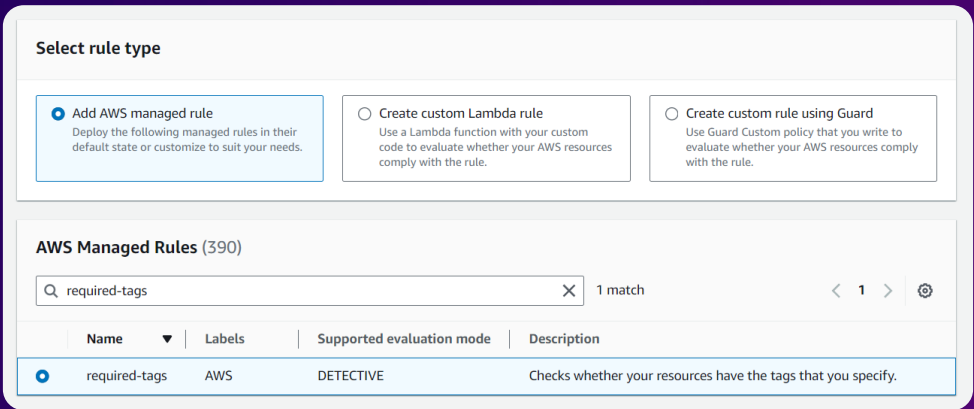 Select rule type
Add AWS managed rule
Deploy the following managed rules in their
default state or customize to suit your needs.
Create custom Lambda rule
Use a Lambda function with your custom
code to evaluate whether your AWS resources
comply with the rule.
Create custom rule using Guard
Use Guard Custom policy that you write to
evaluate whether your AWS resources comply
with the rule.
AWS Managed Rules (390)
required-tags
1 match
1
Name Labels Supported evaluation mode Description
required-tags AWS DETECTIVE Checks whether your resources have the tags that you specify.